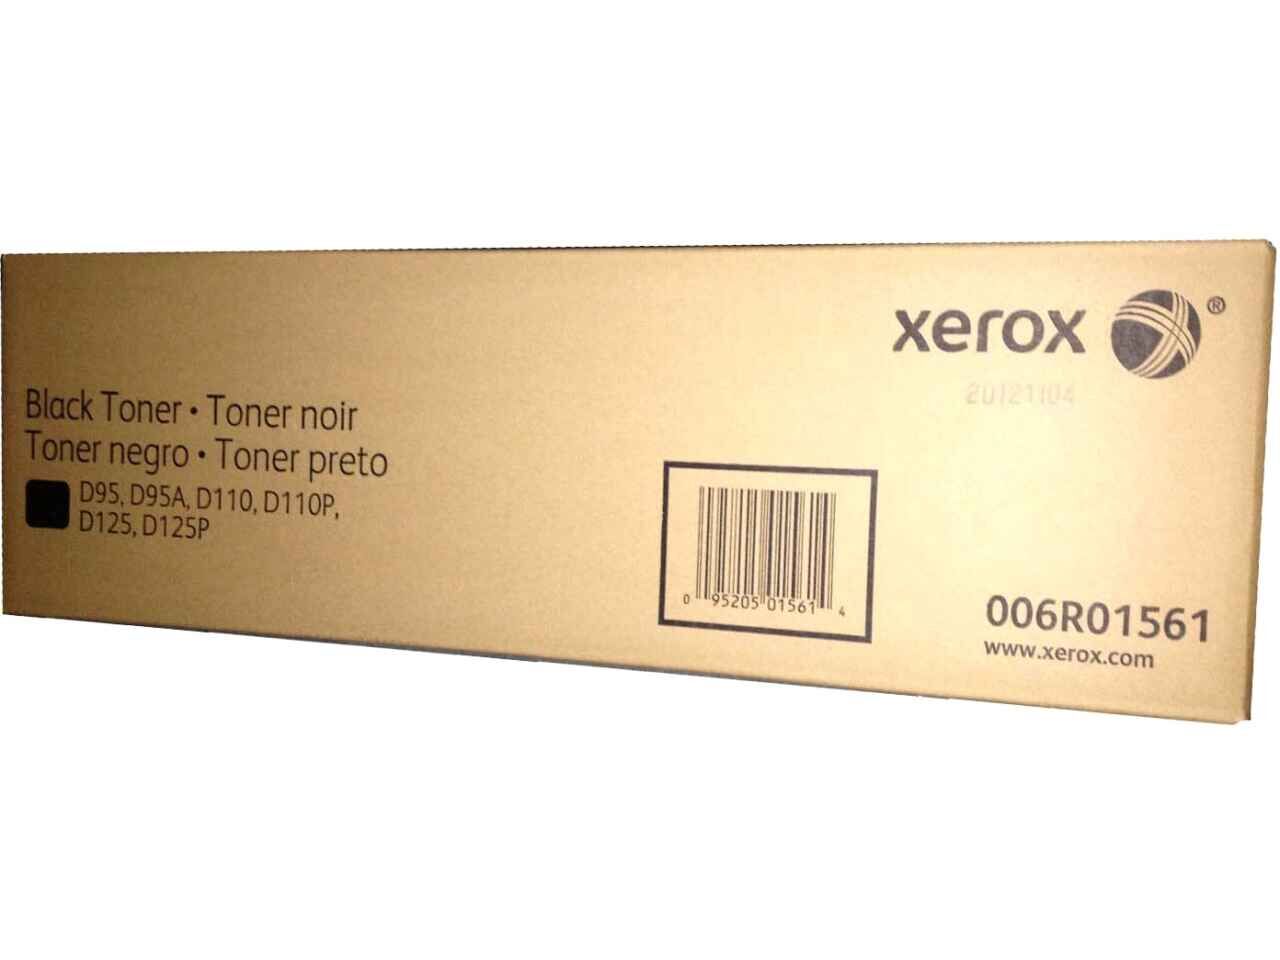 xerox ®
20121104
Black Toner • Toner noir
Toner negro • Toner preto
D95, D95A, D110, D110P,
D125, D125P
0 95205 01561 4
006R01561
www.xerox.com